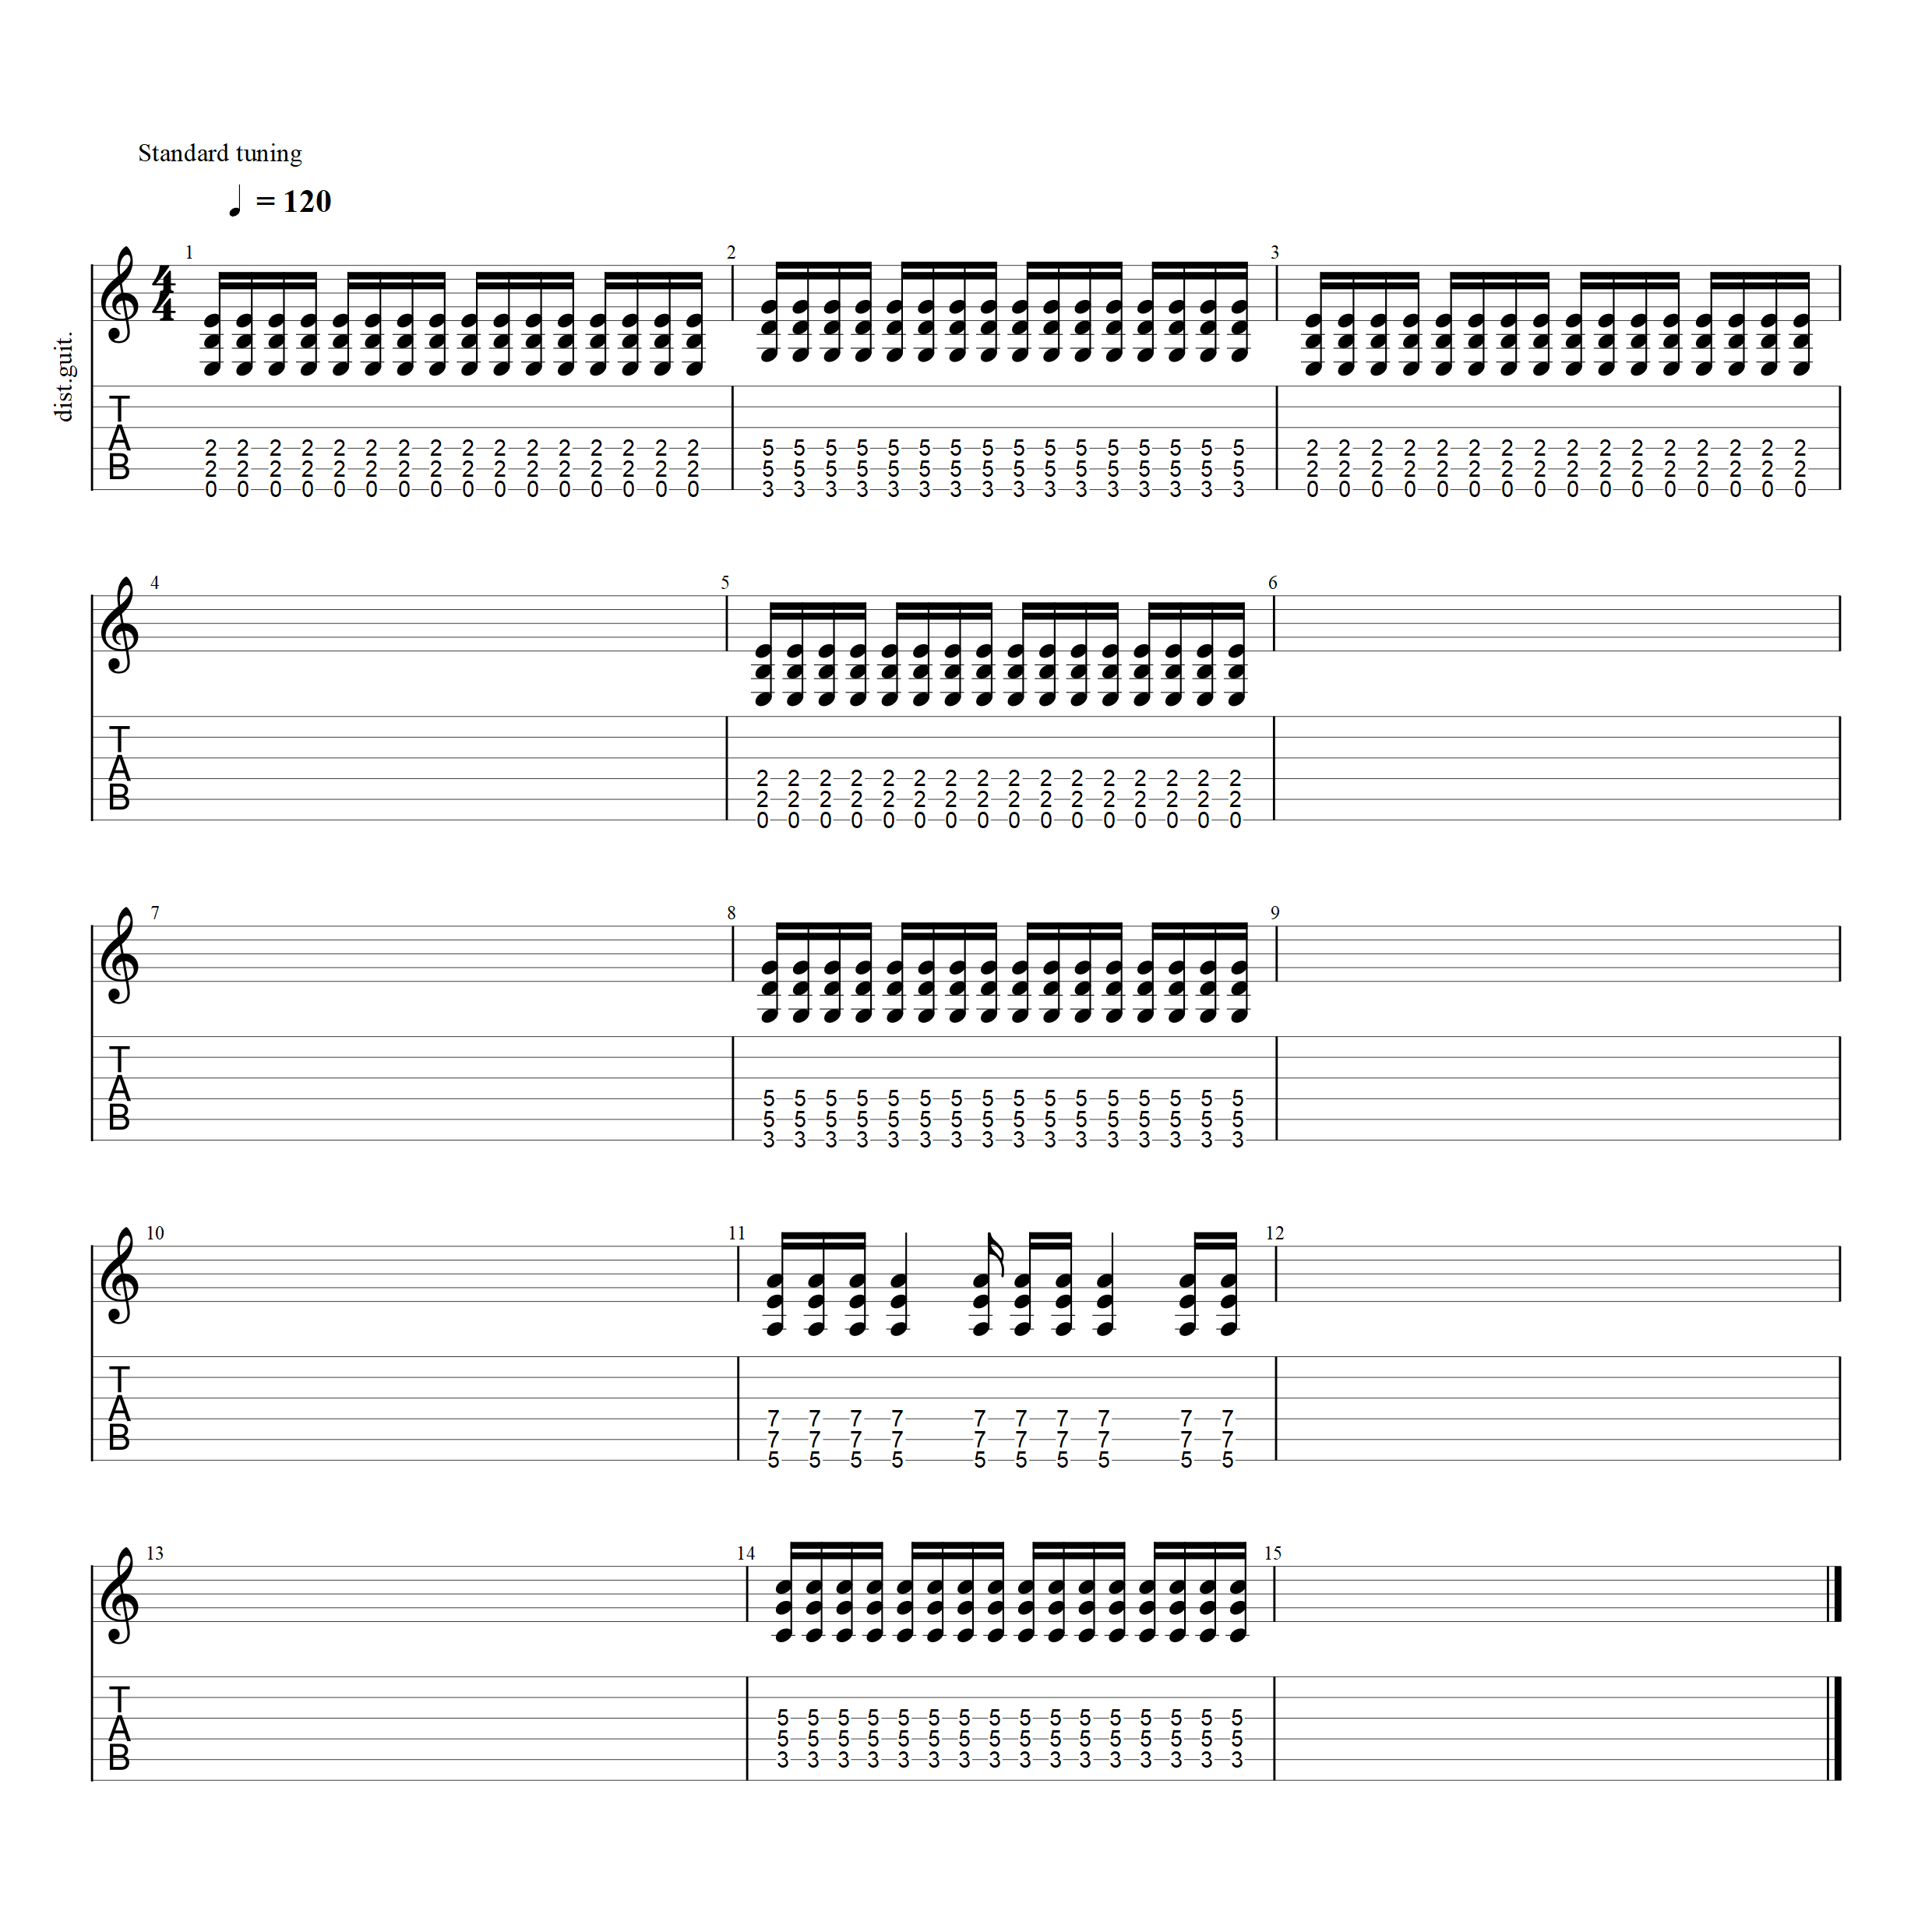 Standard tuning
= 120
dist.guit.
1 2 3
4
4
T
A
B
2 2 2 2 2 2 2 2 2 2 2 2 2 2 2 2 5 5 5 5 5 5 5 5 5 5 5 5 5 5 5 5 2 2 2 2 2 2 2 2 2 2 2 2 2 2 2 2
2 2 2 2 2 2 2 2 2 2 2 2 2 2 2 2 5 5 5 5 5 5 5 5 5 5 5 5 5 5 5 5 2 2 2 2 2 2 2 2 2 2 2 2 2 2 2 2
0 0 0 0 0 0 0 0 0 0 0 0 0 0 0 0 3 3 3 3 3 3 3 3 3 3 3 3 3 3 3 3 0 0 0 0 0 0 0 0 0 0 0 0 0 0 0 0
4 5 6
T
A
B
2 2 2 2 2 2 2 2 2 2 2 2 2 2 2 2
2 2 2 2 2 2 2 2 2 2 2 2 2 2 2 2
0 0 0 0 0 0 0 0 0 0 0 0 0 0 0 0
7 8 9
T
A
B
5 5 5 5 5 5 5 5 5 5 5 5 5 5 5 5
5 5 5 5 5 5 5 5 5 5 5 5 5 5 5 5
3 3 3 3 3 3 3 3 3 3 3 3 3 3 3 3
10 11 12
T
A
B
7 7 7 7 7 7 7 7 7 7
7 7 7 7 7 7 7 7 7 7
5 5 5 5 5 5 5 5 5 5
13 14 15
T
A
B
5 5 5 5 5 5 5 5 5 5 5 5 5 5 5 5
5 5 5 5 5 5 5 5 5 5 5 5 5 5 5 5
3 3 3 3 3 3 3 3 3 3 3 3 3 3 3 3